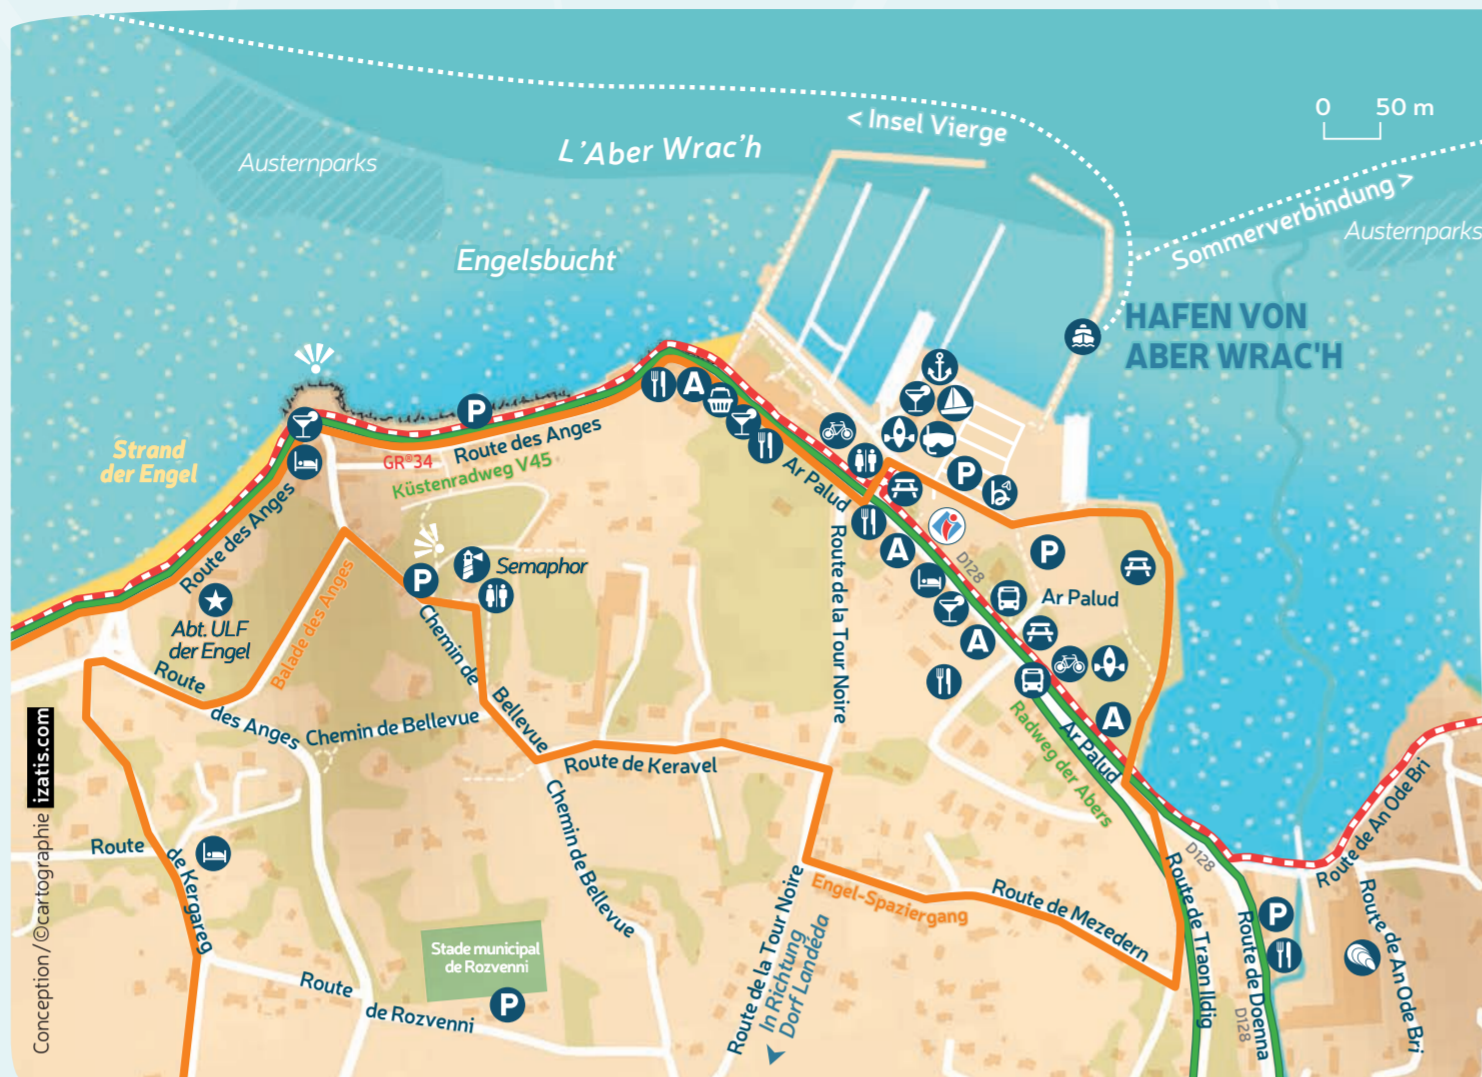 < Insel Vierge
0 50 m
L'Aber Wrac'h
Austernparks
Sommerverbindung >
Austernparks
Engelsbucht
HAFEN VON
ABER WRAC'H
P
A
Strand
der Engel
GR®34
Route des Anges
Küstenradweg V45
Ar Palud
P
Route des Anges
Balade des Anges
P
Semaphor
Chemin de
Bellevue
Abt. ULF
der Engel
Route
des Anges
Chemin de Bellevue
A
D128
P
Ar Palud
A
Route de la Tour Noire
A
Radweg der Abers
Ar Palud
Route de Keravel
Chemin de Bellevue
Route
de Kergareg
Route de la Tour Noire
Engel-Spaziergang
Route de Mezedern
D128
Route de An Ode Bri
Route de An Ode Bri
P
Route de Traon Ildig
Route de Doenna
D128
Stade municipal
de Rozvenni
P
Route
de Rozvenni
In Richtung
Dorf Landéda
Conception / ©cartographie izatis.com